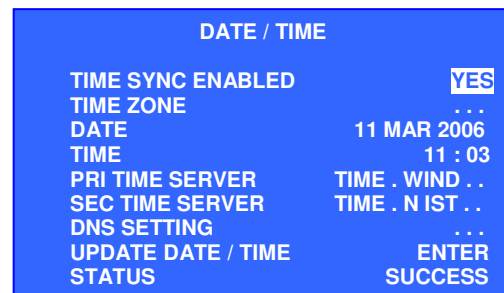 DATE / TIME
TIME SYNC ENABLED YES
TIME ZONE . . .
DATE 11 MAR 2006
TIME 11 : 03
PRI TIME SERVER TIME . WIND . .
SEC TIME SERVER TIME . N IST . .
DNS SETTING . . .
UPDATE DATE / TIME ENTER
STATUS SUCCESS